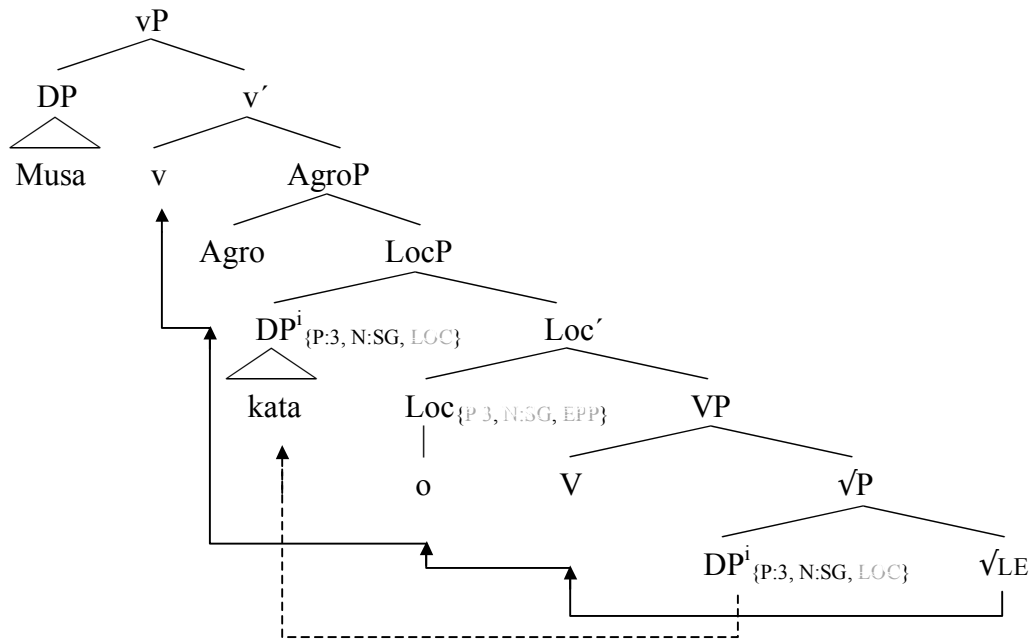 vP
DP v´
Musa v AgroP
Agro LocP
DPⁱ{P:3, N:SG, LOC} Loc´
kata Loc{P 3, N:SG, EPP} VP
o V √P
DPⁱ{P:3, N:SG, LOC} √LE